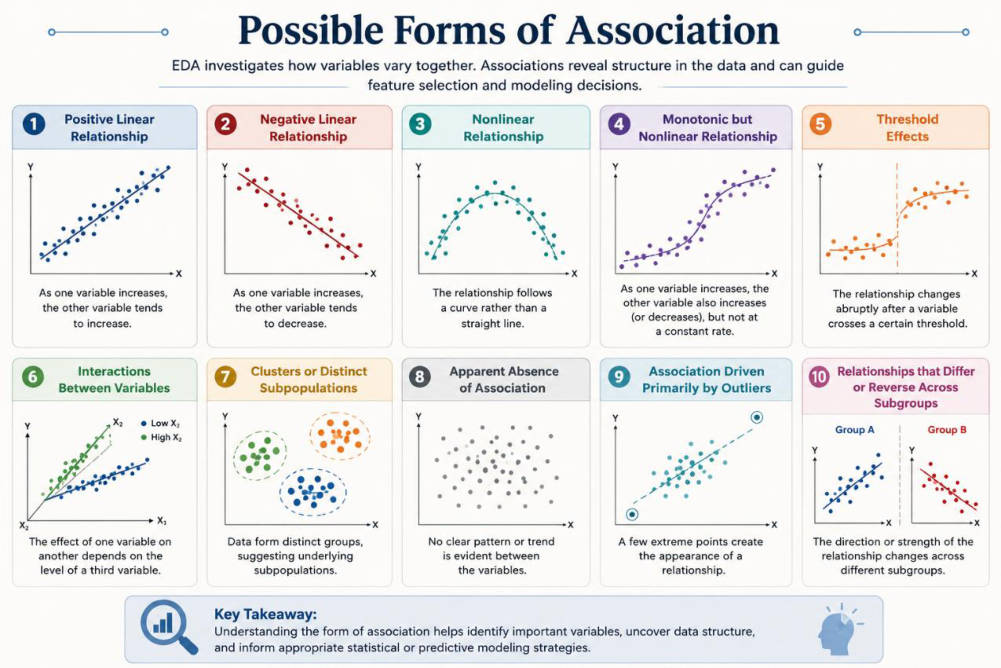 Possible Forms of Association
EDA investigates how variables vary together. Associations reveal structure in the data and can guide
feature selection and modeling decisions.
1
Positive Linear
Relationship
Y
X
As one variable increases,
the other variable tends
to increase.
2
Negative Linear
Relationship
Y
X
As one variable increases,
the other variable tends
to decrease.
3
Nonlinear
Relationship
Y
X
The relationship follows
a curve rather than a
straight line.
4
Monotonic but
Nonlinear Relationship
Y
X
As one variable increases, the
other variable also increases
(or decreases), but not at
a constant rate.
5
Threshold
Effects
Y
X
The relationship changes
abruptly after a variable
crosses a certain threshold.
6
Interactions
Between Variables
Y
X₂
Low X₂
High X₂
X₁
X₂
The effect of one variable on
another depends on the
level of a third variable.
7
Clusters or Distinct
Subpopulations
Y
X
Data form distinct groups,
suggesting underlying
subpopulations.
8
Apparent Absence
of Association
Y
X
No clear pattern or trend
is evident between
the variables.
9
Association Driven
Primarily by Outliers
Y
X
A few extreme points create
the appearance of a
relationship.
10
Relationships that Differ
or Reverse Across
Subgroups
Group A
Group B
Y
X
Y
X
The direction or strength of the
relationship changes across
different subgroups.
Key Takeaway:
Understanding the form of association helps identify important variables, uncover data structure,
and inform appropriate statistical or predictive modeling strategies.